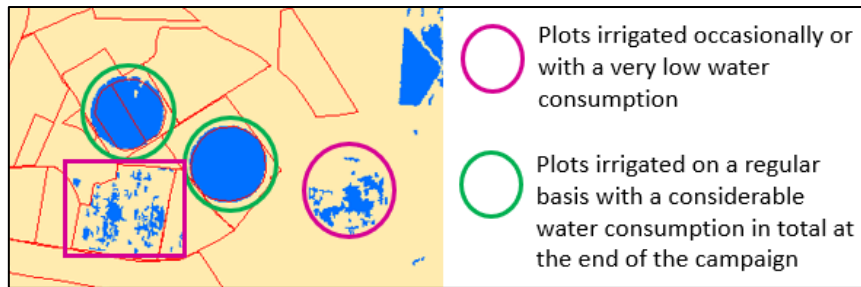 Plots irrigated occasionally or
with a very low water
consumption
Plots irrigated on a regular
basis with a considerable
water consumption in total at
the end of the campaign